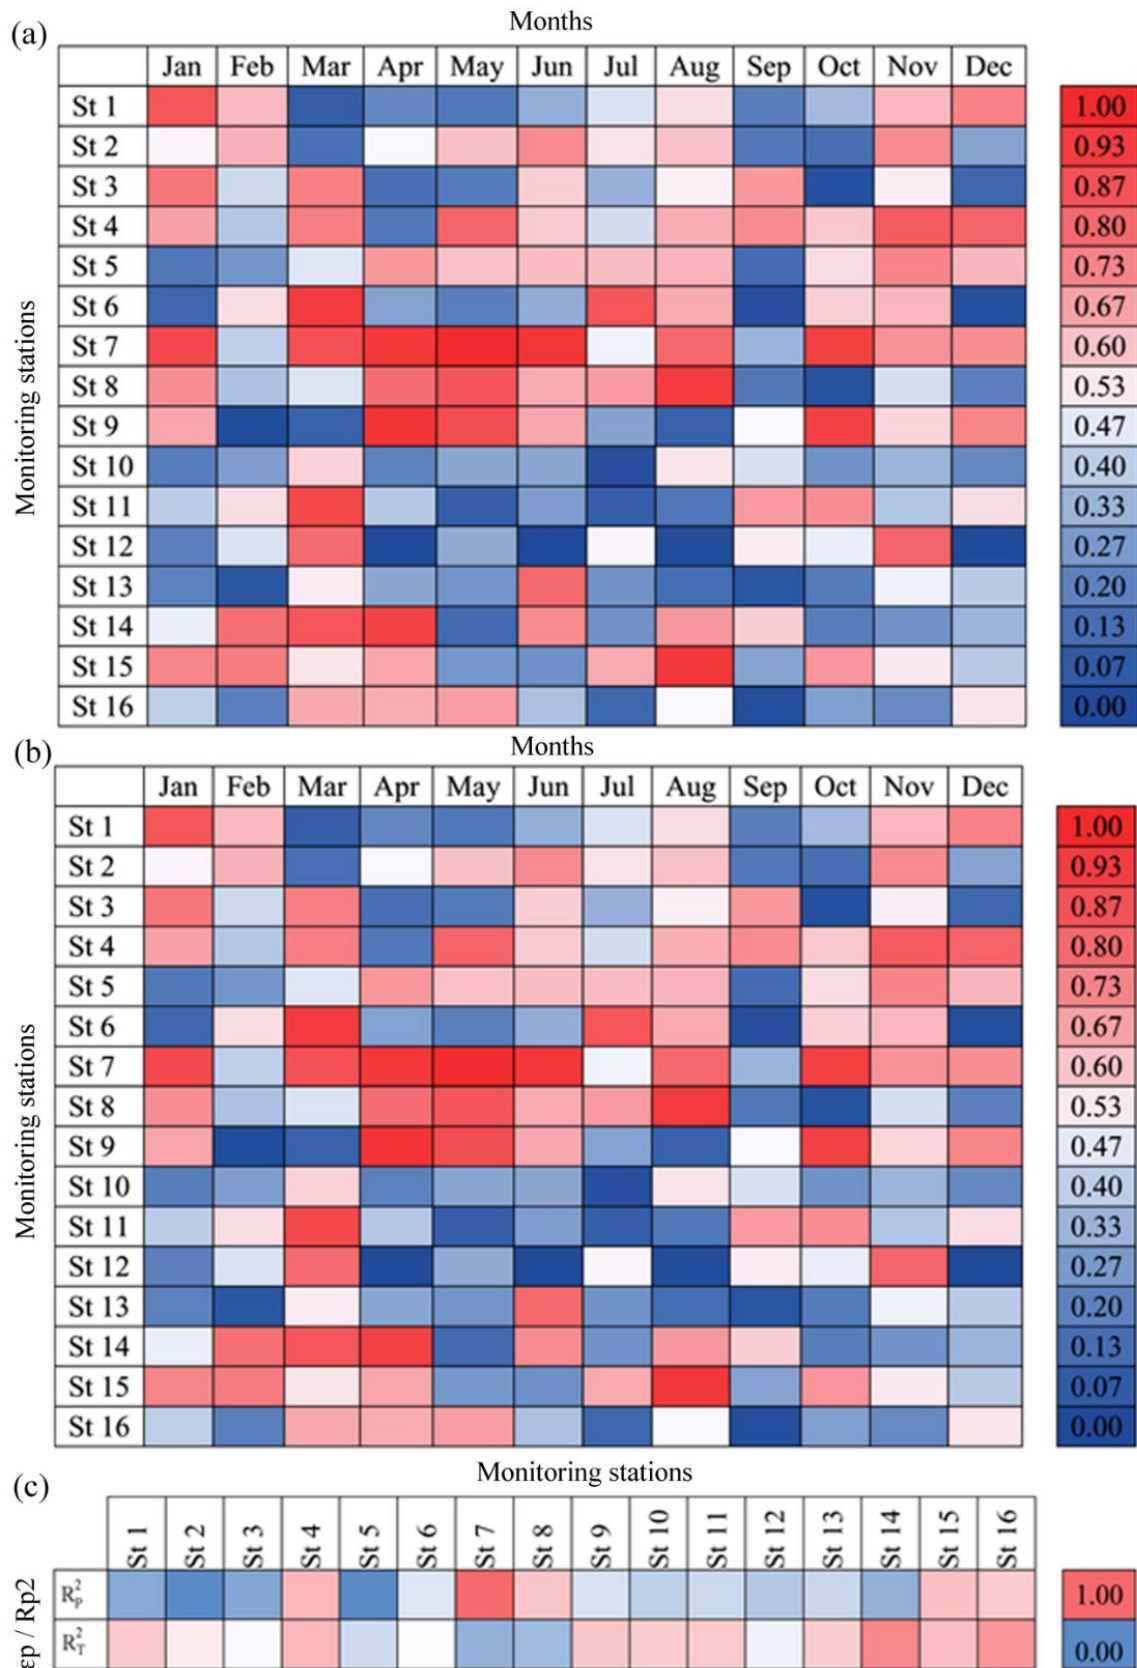 (a)
Months
Jan Feb Mar Apr May Jun Jul Aug Sep Oct Nov Dec
Monitoring stations
St 1
St 2
St 3
St 4
St 5
St 6
St 7
St 8
St 9
St 10
St 11
St 12
St 13
St 14
St 15
St 16
1.00
0.93
0.87
0.80
0.73
0.67
0.60
0.53
0.47
0.40
0.33
0.27
0.20
0.13
0.07
0.00
(b)
Months
Jan Feb Mar Apr May Jun Jul Aug Sep Oct Nov Dec
Monitoring stations
St 1
St 2
St 3
St 4
St 5
St 6
St 7
St 8
St 9
St 10
St 11
St 12
St 13
St 14
St 15
St 16
1.00
0.93
0.87
0.80
0.73
0.67
0.60
0.53
0.47
0.40
0.33
0.27
0.20
0.13
0.07
0.00
(c)
Monitoring stations
St 1 St 2 St 3 St 4 St 5 St 6 St 7 St 8 St 9 St 10 St 11 St 12 St 13 St 14 St 15 St 16
εp / Rp2
R²P
R²T
1.00
0.00